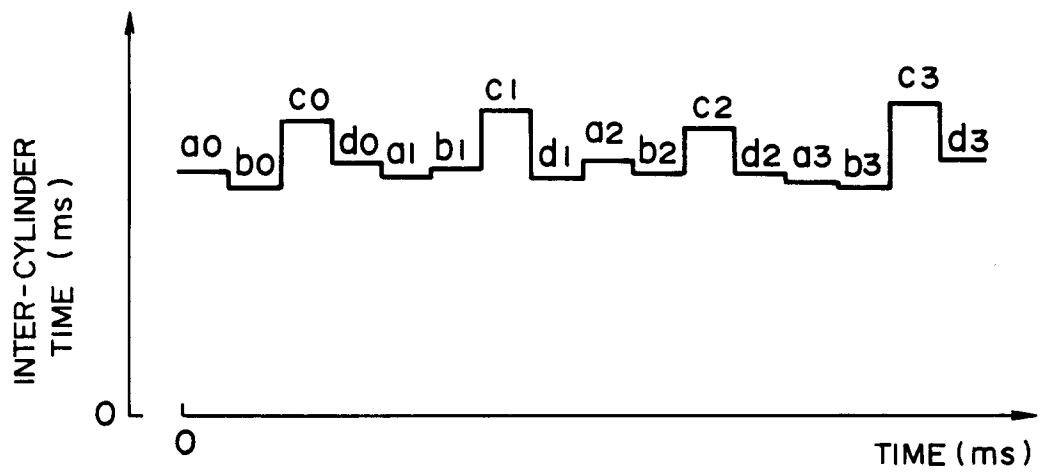 INTER-CYLINDER
TIME (ms)
a0 b0 c0 d0 a1 b1 c1 d1 a2 b2 c2 d2 a3 b3 c3 d3
0
0
TIME (ms)